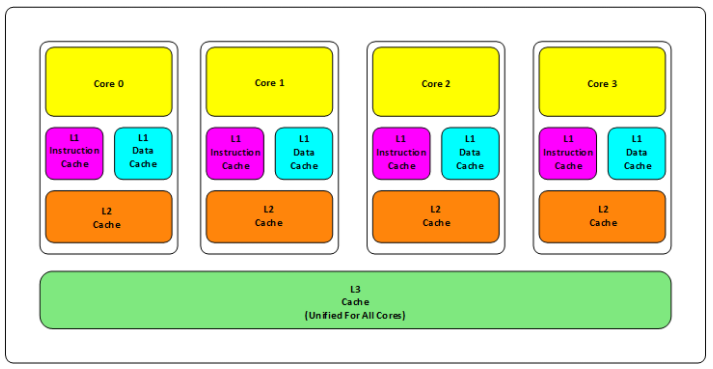 Core 0
Core 1
Core 2
Core 3
L1
Instruction
Cache
L1
Data
Cache
L1
Instruction
Cache
L1
Data
Cache
L1
Instruction
Cache
L1
Data
Cache
L1
Instruction
Cache
L1
Data
Cache
L2
Cache
L2
Cache
L2
Cache
L2
Cache
L3
Cache
(Unified For All Cores)